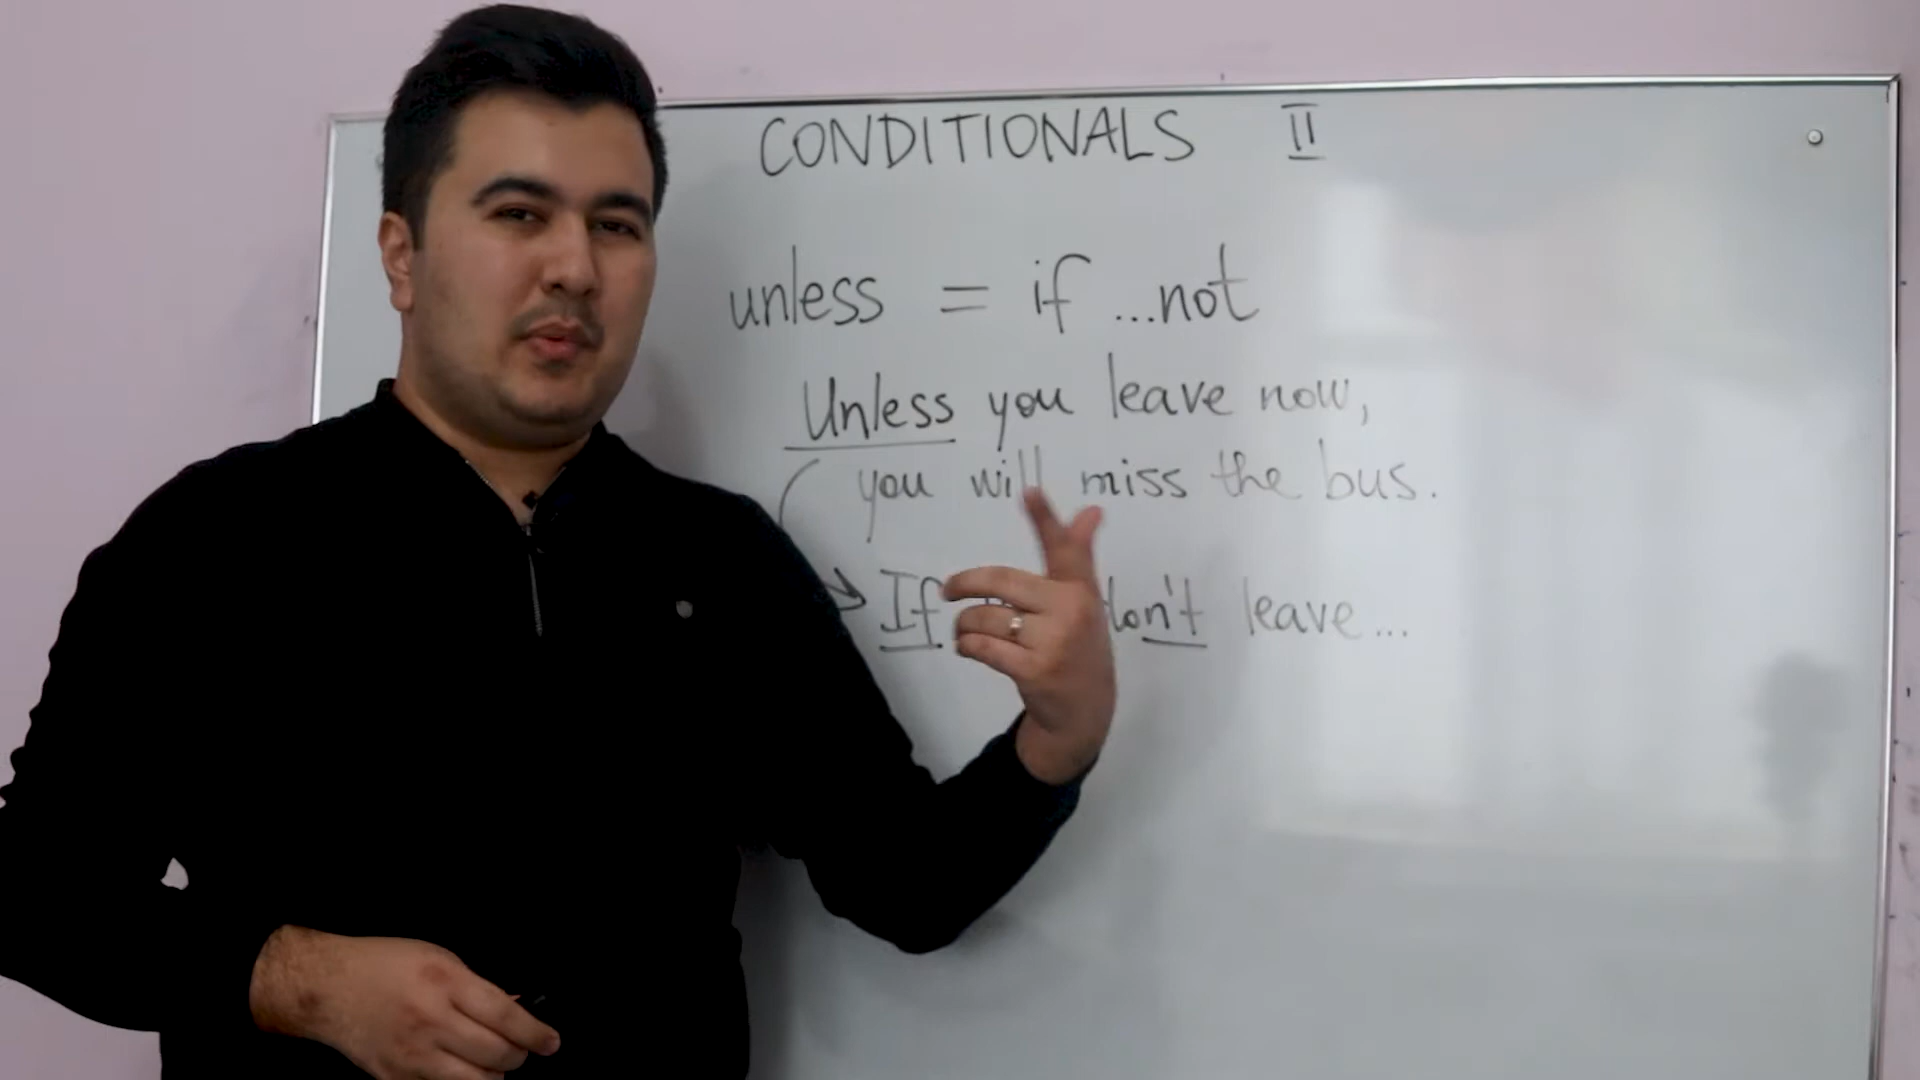 CONDITIONALS II
unless = if ...not
Unless you leave now,
you will miss the bus.
If don't leave...